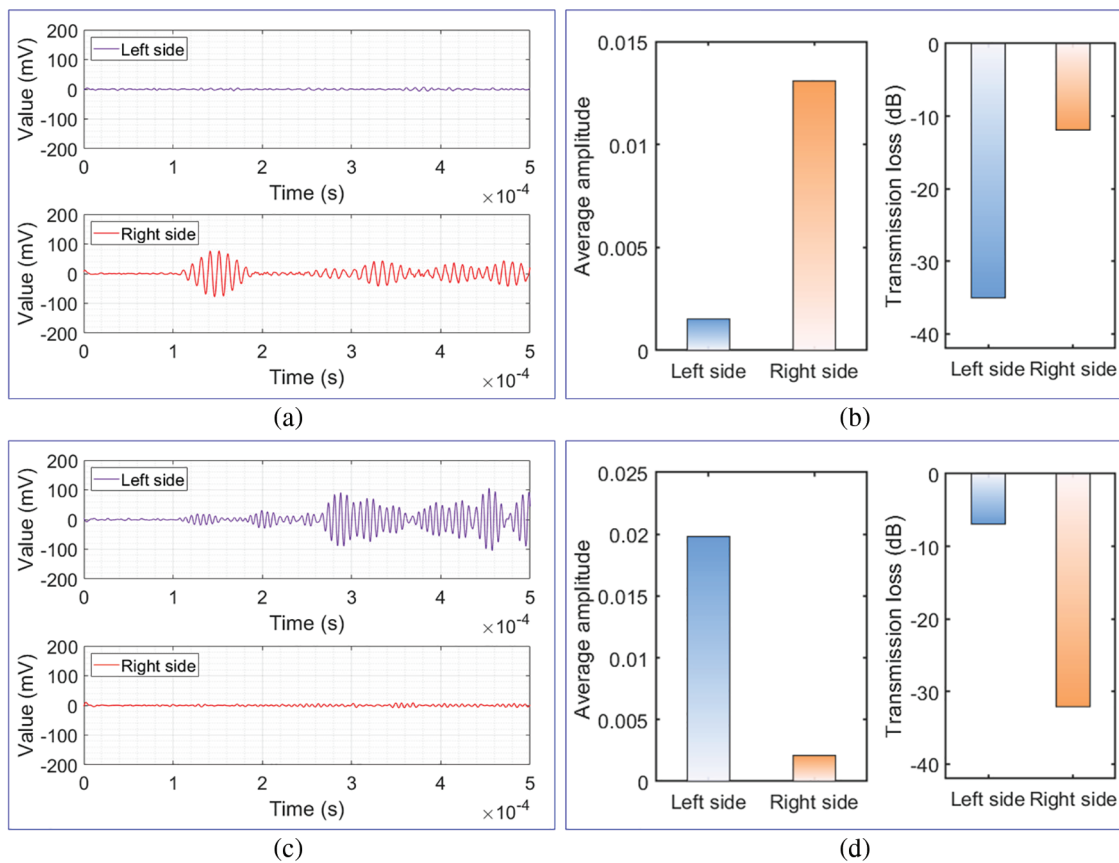 200
100
0
-100
-200
Value (mV)
Left side
0 1 2 3 4 5
Time (s)
×10⁻⁴
200
100
0
-100
-200
Value (mV)
Right side
0 1 2 3 4 5
Time (s)
×10⁻⁴
(a)
0.015
0.01
0.005
0
Average amplitude
Left side Right side
0
-10
-20
-30
-40
Transmission loss (dB)
Left side Right side
(b)
200
100
0
-100
-200
Value (mV)
Left side
0 1 2 3 4 5
Time (s)
×10⁻⁴
200
100
0
-100
-200
Value (mV)
Right side
0 1 2 3 4 5
Time (s)
×10⁻⁴
(c)
0.025
0.02
0.015
0.01
0.005
0
Average amplitude
Left side Right side
0
-10
-20
-30
-40
Transmission loss (dB)
Left side Right side
(d)